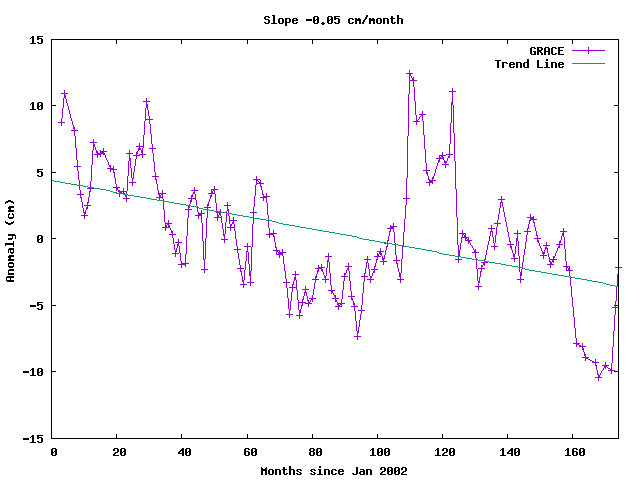 Slope -0.05 cm/month
GRACE
Trend Line
15
10
5
0
-5
-10
-15
Anomaly (cm)
0 20 40 60 80 100 120 140 160
Months since Jan 2002